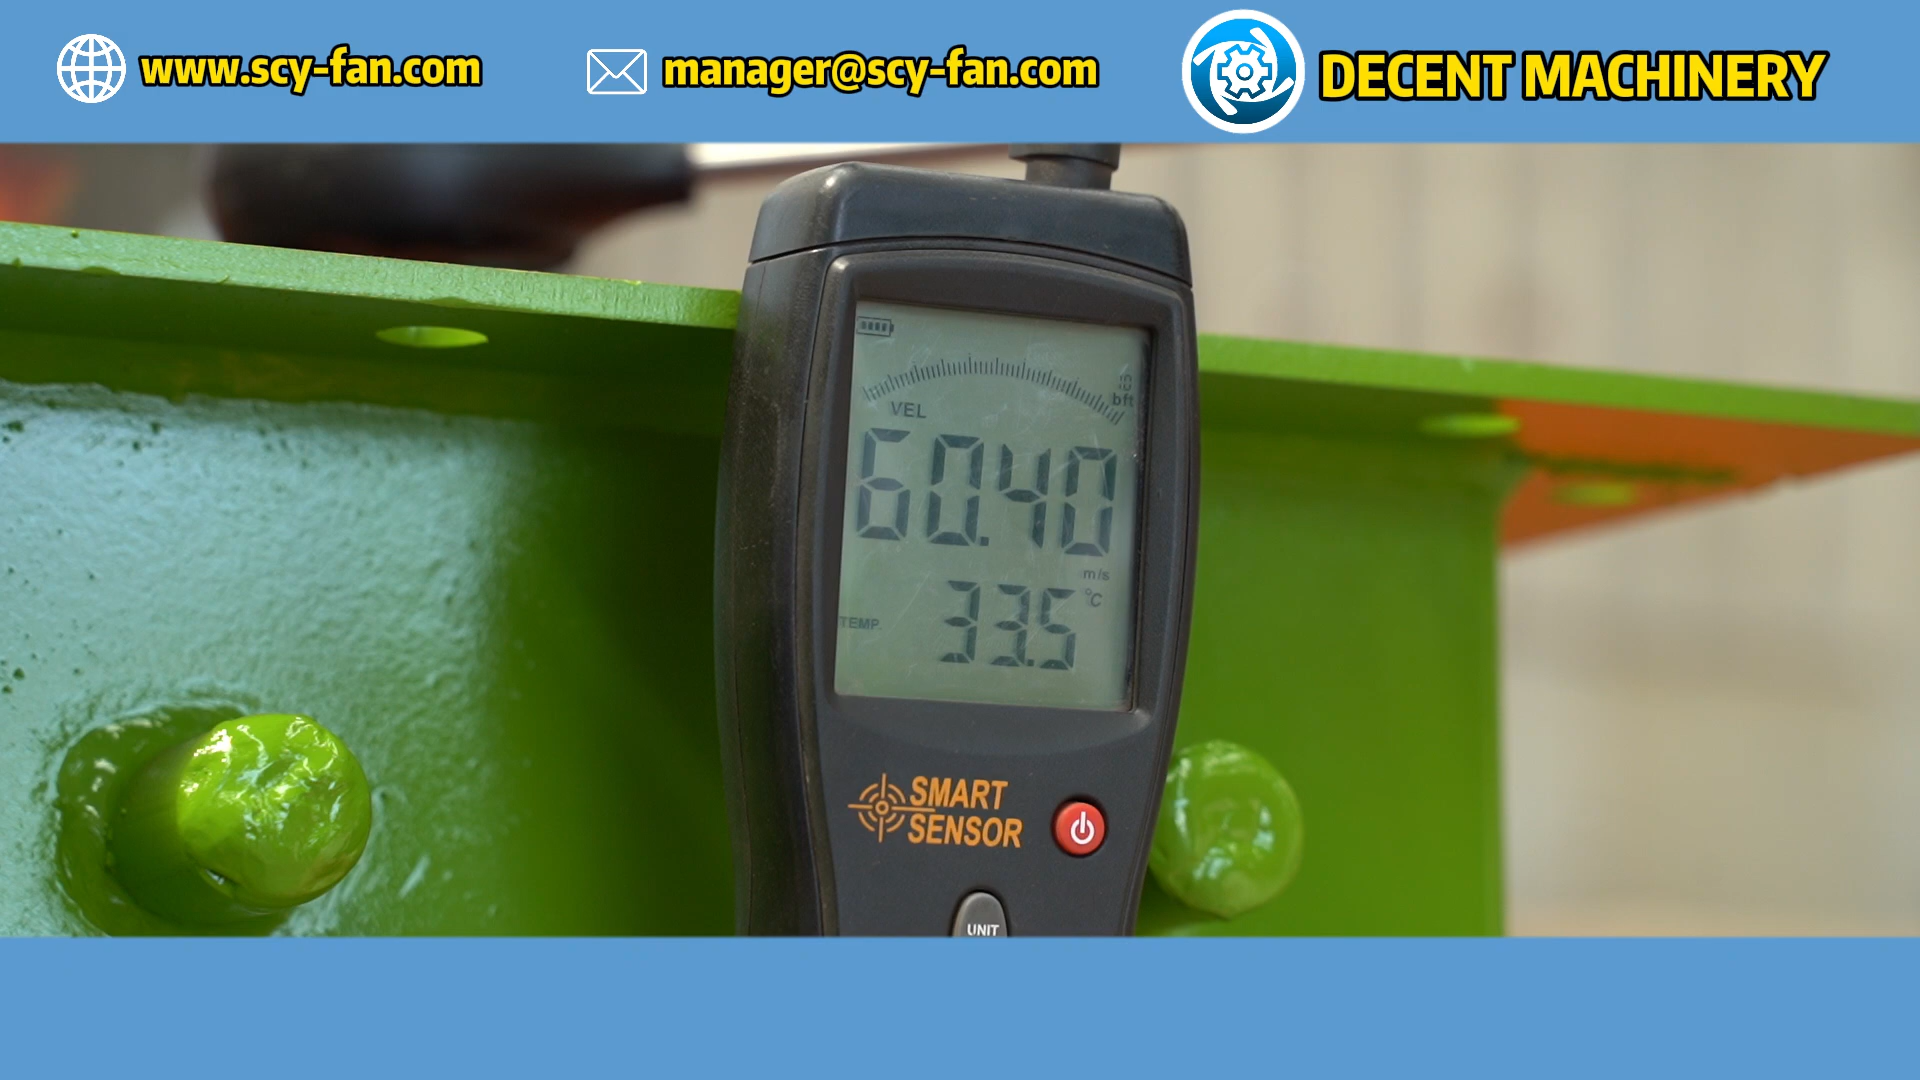 www.scy-fan.com
manager@scy-fan.com
DECENT MACHINERY
bft
VEL
60.40
m/s
33.5 °C
TEMP.
SMART
SENSOR
UNIT